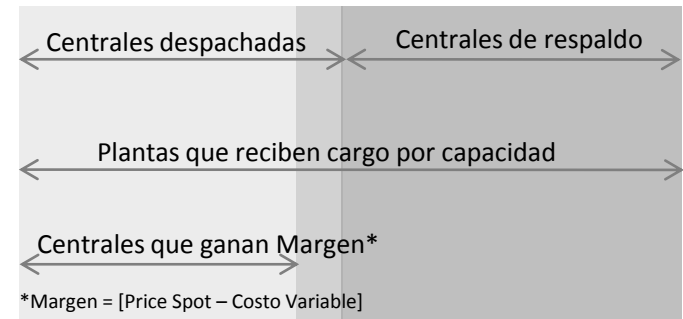 Centrales despachadas
Centrales de respaldo
Plantas que reciben cargo por capacidad
Centrales que ganan Margen*
*Margen = [Price Spot – Costo Variable]